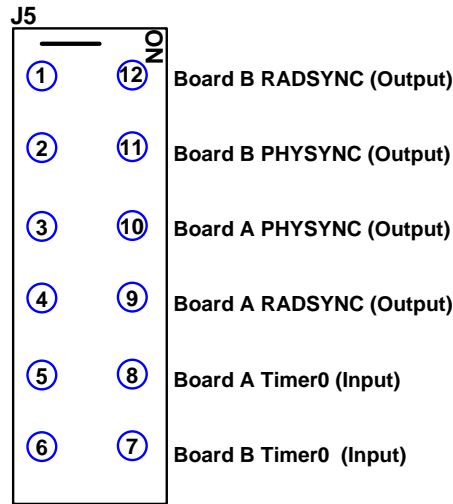 J5
ON
1 12 Board B RADSYNC (Output)
2 11 Board B PHYSYNC (Output)
3 10 Board A PHYSYNC (Output)
4 9 Board A RADSYNC (Output)
5 8 Board A Timer0 (Input)
6 7 Board B Timer0 (Input)